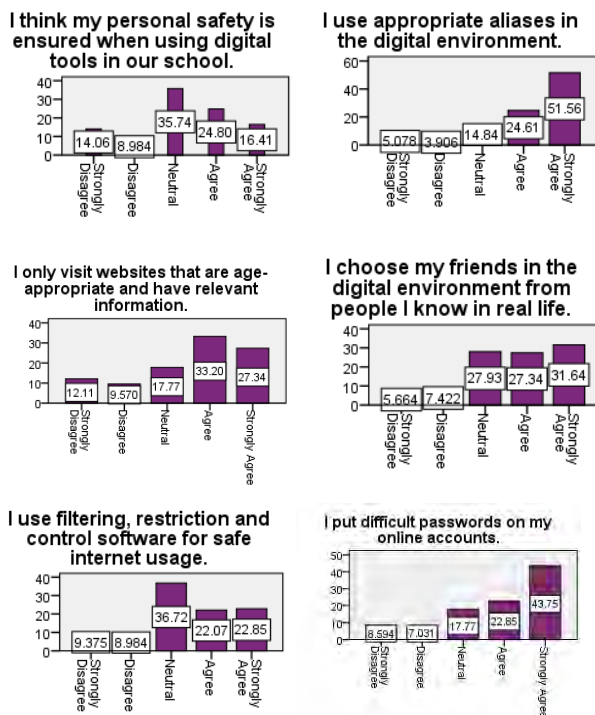 I think my personal safety is
ensured when using digital
tools in our school.
40
30
20
10
0
14.06
8.984
35.74
24.80
16.41
Strongly
Disagree
Disagree
Neutral
Agree
Strongly
Agree
I use appropriate aliases in
the digital environment.
60
40
20
0
5.078
3.906
14.84
24.61
51.56
Strongly
Disagree
Disagree
Neutral
Agree
Strongly
Agree
I only visit websites that are age-
appropriate and have relevant
information.
40
30
20
10
0
12.11
9.570
17.77
33.20
27.34
Strongly
Disagree
Disagree
Neutral
Agree
Strongly Agree
I choose my friends in the
digital environment from
people I know in real life.
40
30
20
10
0
5.664
7.422
27.93
27.34
31.64
Strongly
Disagree
Disagree
Neutral
Agree
Strongly
Agree
I use filtering, restriction and
control software for safe
internet usage.
40
30
20
10
0
9.375
8.984
36.72
22.07
22.85
Strongly
Disagree
Disagree
Neutral
Agree
Strongly
Agree
I put difficult passwords on my
online accounts.
50
40
30
20
10
0
8.594
7.031
17.77
22.85
43.75
Strongly
Disagree
Disagree
Neutral
Agree
Strongly Agree